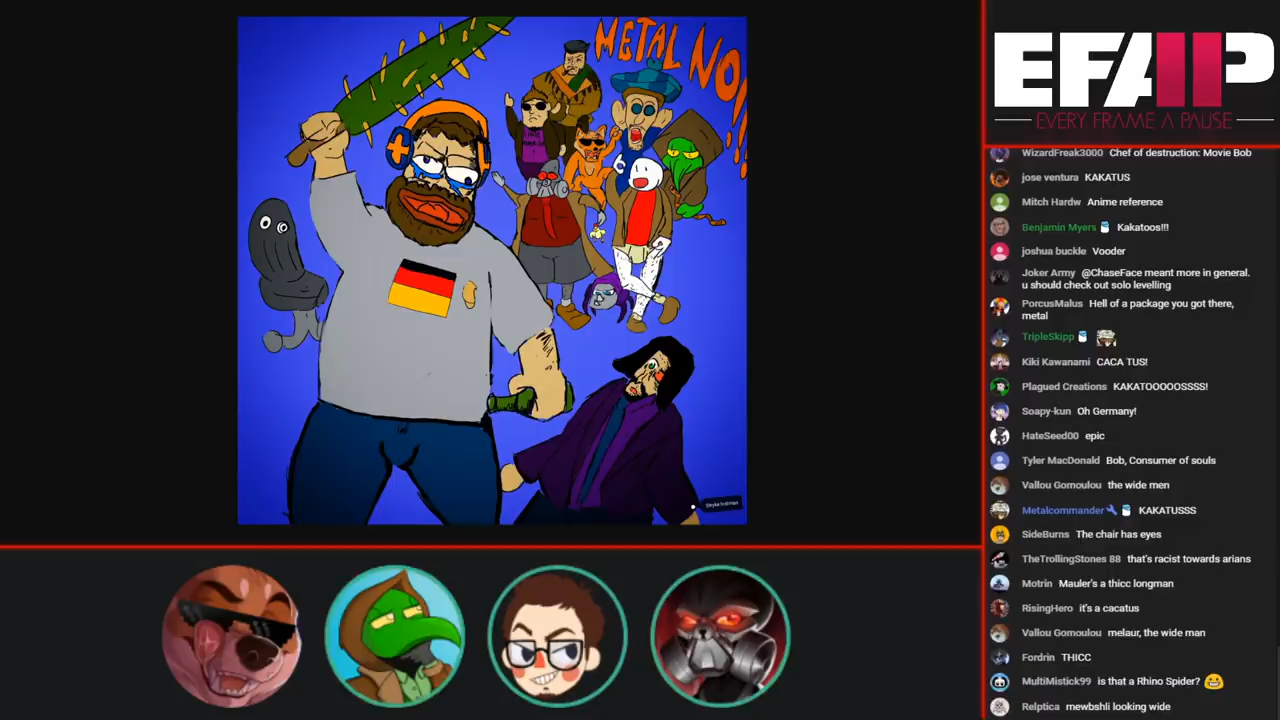 METAL NO!!!
EFAP
EVERY FRAME A PAUSE
WizardFreak3000 Chef of destruction: Movie Bob
jose ventura KAKATUS
Mitch Hardw Anime reference
Benjamin Myers Kakatoos!!!
joshua buckle Vooder
Joker Army @ChaseFace meant more in general.
u should check out solo levelling
PorcusMalus Hell of a package you got there,
metal
TripleSkipp
Kiki Kawanami CACA TUS!
Plagued Creations KAKATOOOOOSSSS!
Soapy-kun Oh Germany!
HateSeed00 epic
Tyler MacDonald Bob, Consumer of souls
Vallou Gomoulou the wide men
Metalcommander KAKATUSSS
SideBurns The chair has eyes
TheTrollingStones 88 that's racist towards arians
Motrin Mauler's a thicc longman
RisingHero it's a cacatus
Vallou Gomoulou melaur, the wide man
Fordrin THICC
MultiMistick99 is that a Rhino Spider?
Relptica mewbshli looking wide